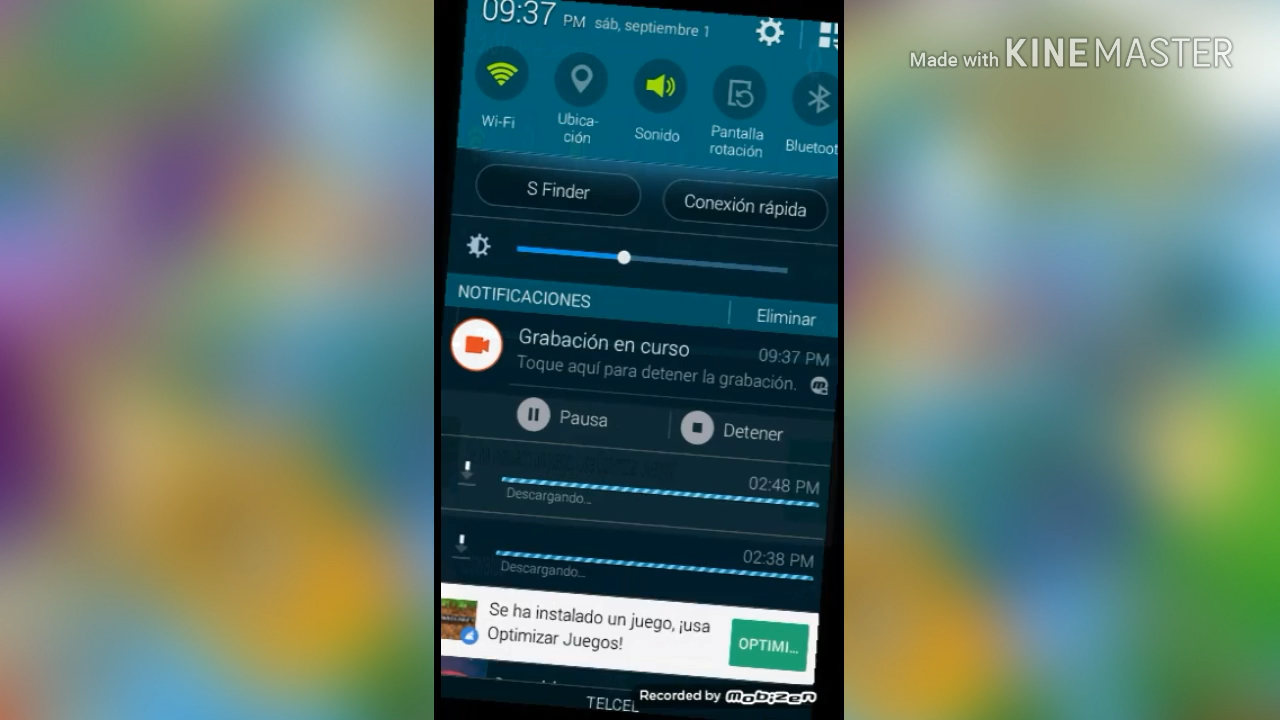 Made with KINEMASTER
09:37 PM sáb, septiembre 1
Wi-Fi
Ubica-
ción
Sonido
Pantalla
rotación
Bluetoot
S Finder
Conexión rápida
NOTIFICACIONES
Eliminar
Grabación en curso
09:37 PM
Toque aquí para detener la grabación.
Pausa
Detener
02:48 PM
Descargando...
02:38 PM
Descargando...
Se ha instalado un juego, ¡usa
Optimizar Juegos!
OPTIMI...
Recorded by mobizen
TELCEL